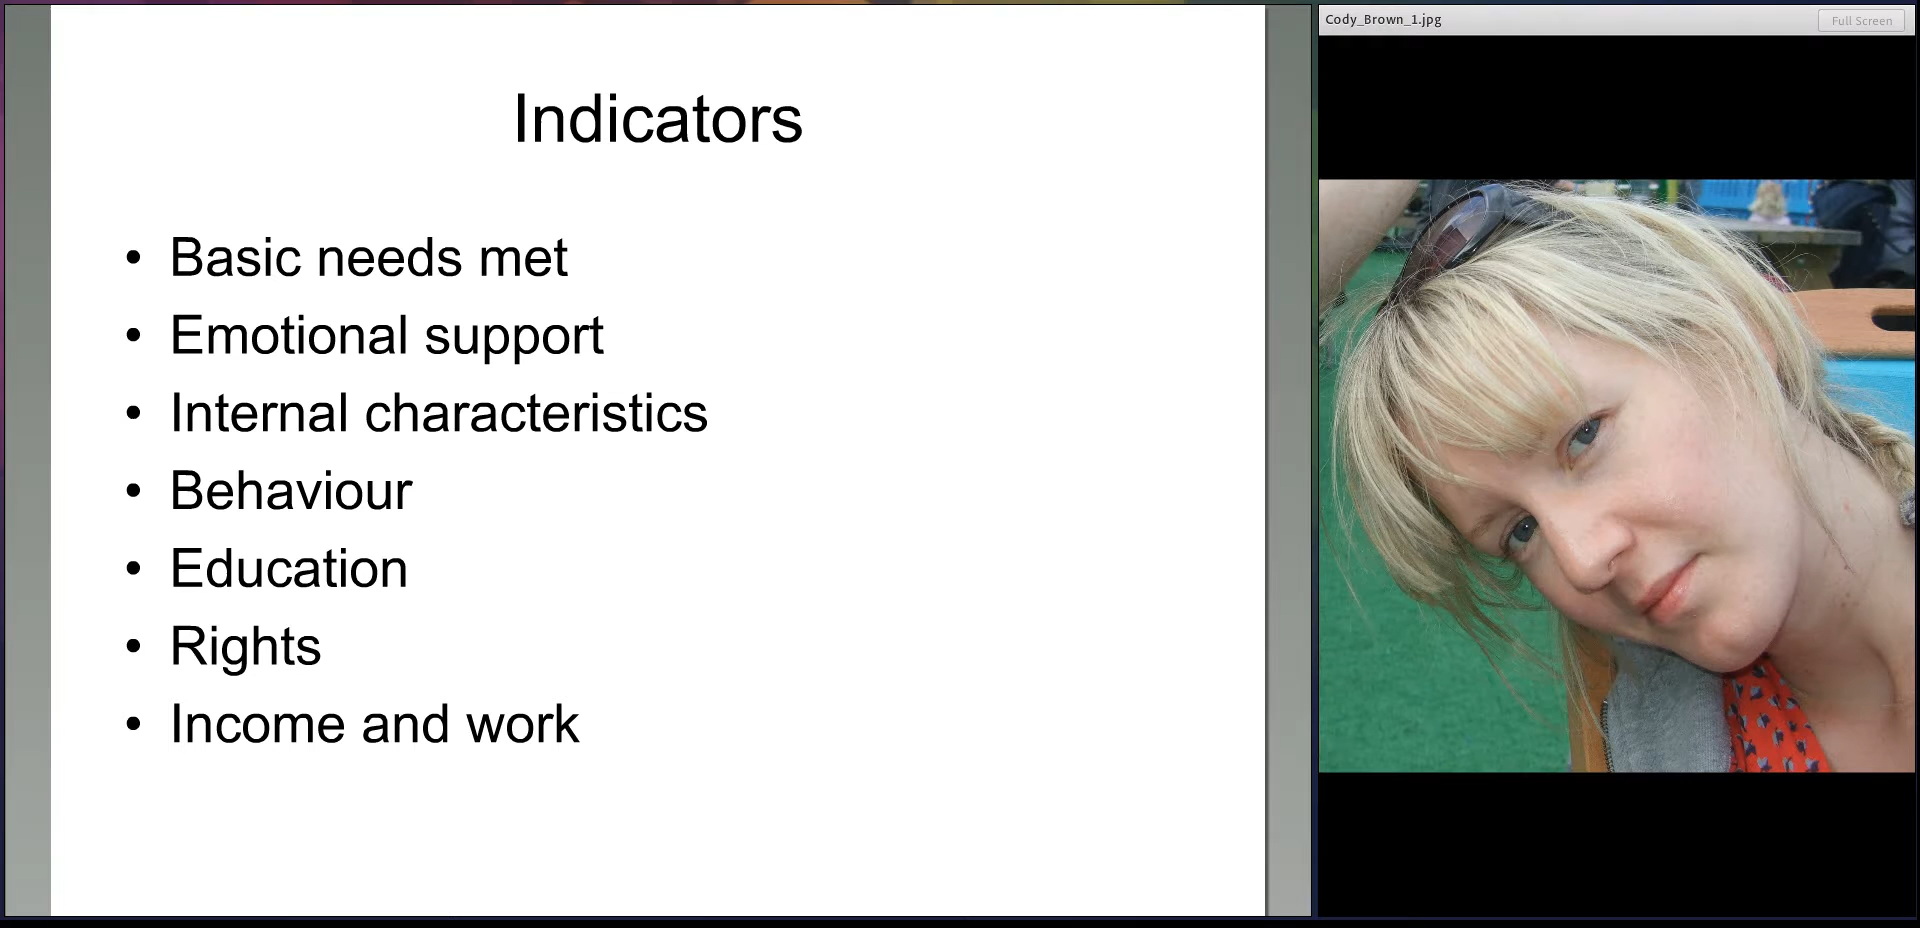 Indicators
• Basic needs met
• Emotional support
• Internal characteristics
• Behaviour
• Education
• Rights
• Income and work
Cody_Brown_1.jpg
Full Screen